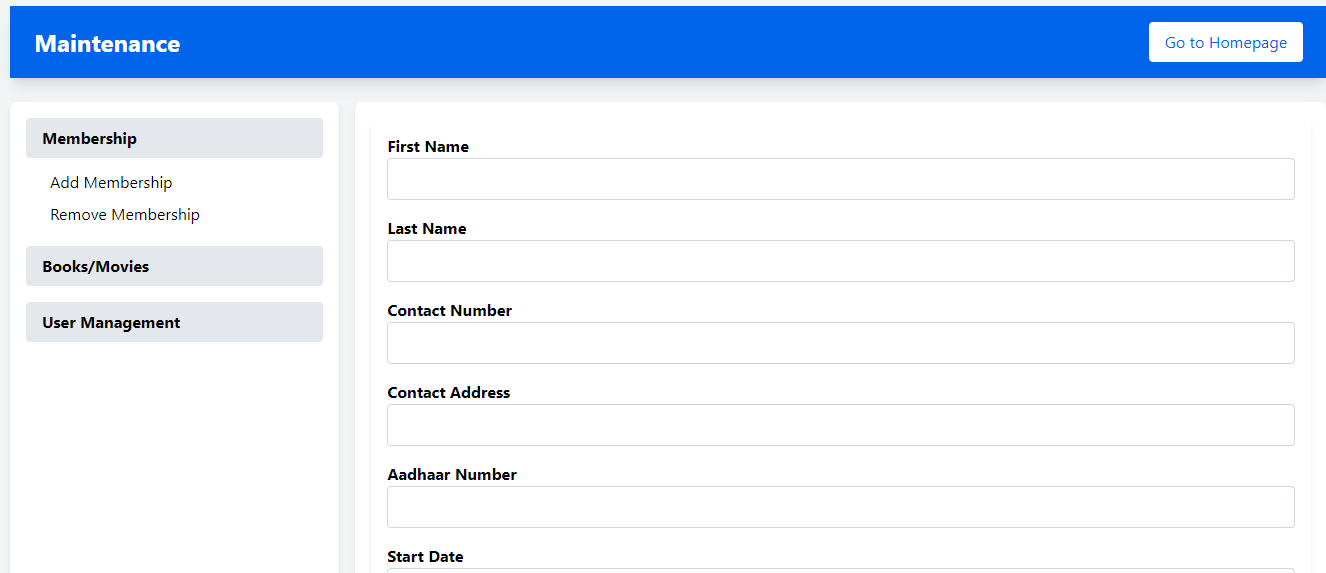 Maintenance
Go to Homepage
Membership
Add Membership
Remove Membership
Books/Movies
User Management
First Name
Last Name
Contact Number
Contact Address
Aadhaar Number
Start Date